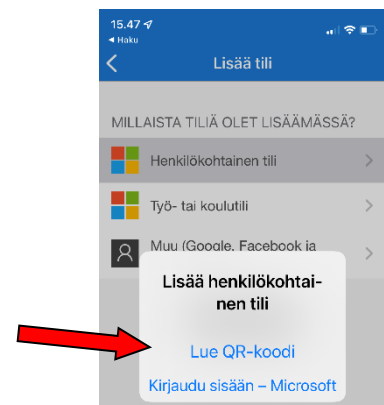 15.47
◀ Haku
Lisää tili
MILLAISTA TILIÄ OLET LISÄÄMÄSSÄ?
Henkilökohtainen tili
Työ- tai koulutili
Muu (Google, Facebook ja
Lisää henkilökohtai-
nen tili
Lue QR-koodi
Kirjaudu sisään – Microsoft